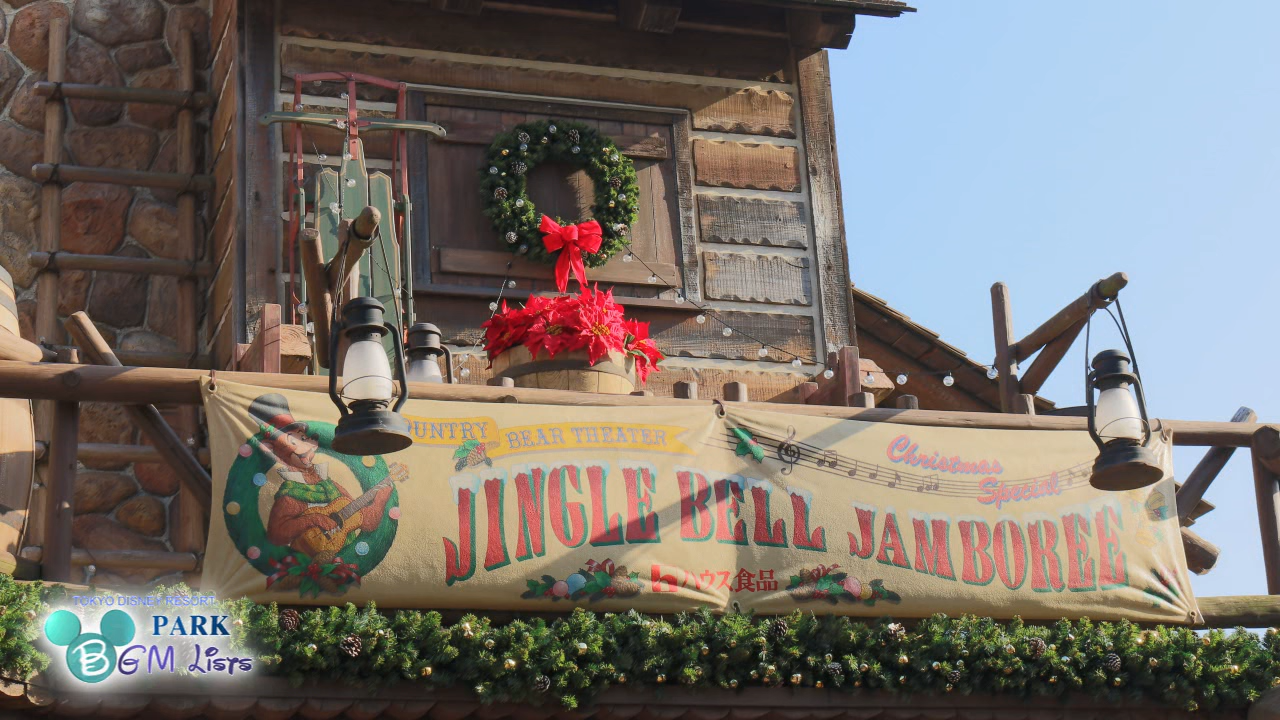 COUNTRY BEAR THEATER
Christmas
Special
JINGLE BELL JAMBOREE
ハウス食品
TOKYO DISNEY RESORT
PARK
BGM Lists